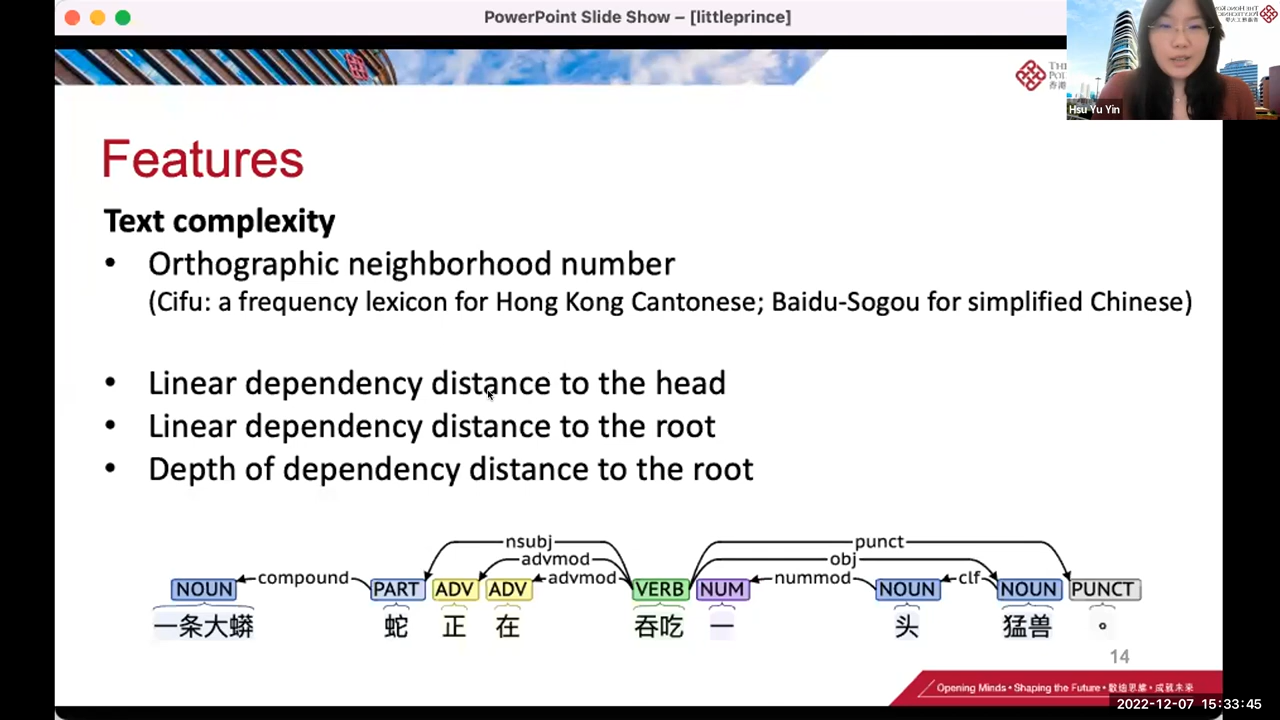 PowerPoint Slide Show – [littleprince]
Hsu Yu Yin
Features
Text complexity
• Orthographic neighborhood number
(Cifu: a frequency lexicon for Hong Kong Cantonese; Baidu-Sogou for simplified Chinese)
• Linear dependency distance to the head
• Linear dependency distance to the root
• Depth of dependency distance to the root
nsubj punct
advmod obj
compound advmod nummod clf
NOUN PART ADV ADV VERB NUM NOUN NOUN PUNCT
一条大蟒 蛇 正 在 吞吃 一 头 猛兽 。
14
Opening Minds • Shaping the Future • 啟迪思維 • 成就未來
2022-12-07 15:33:45